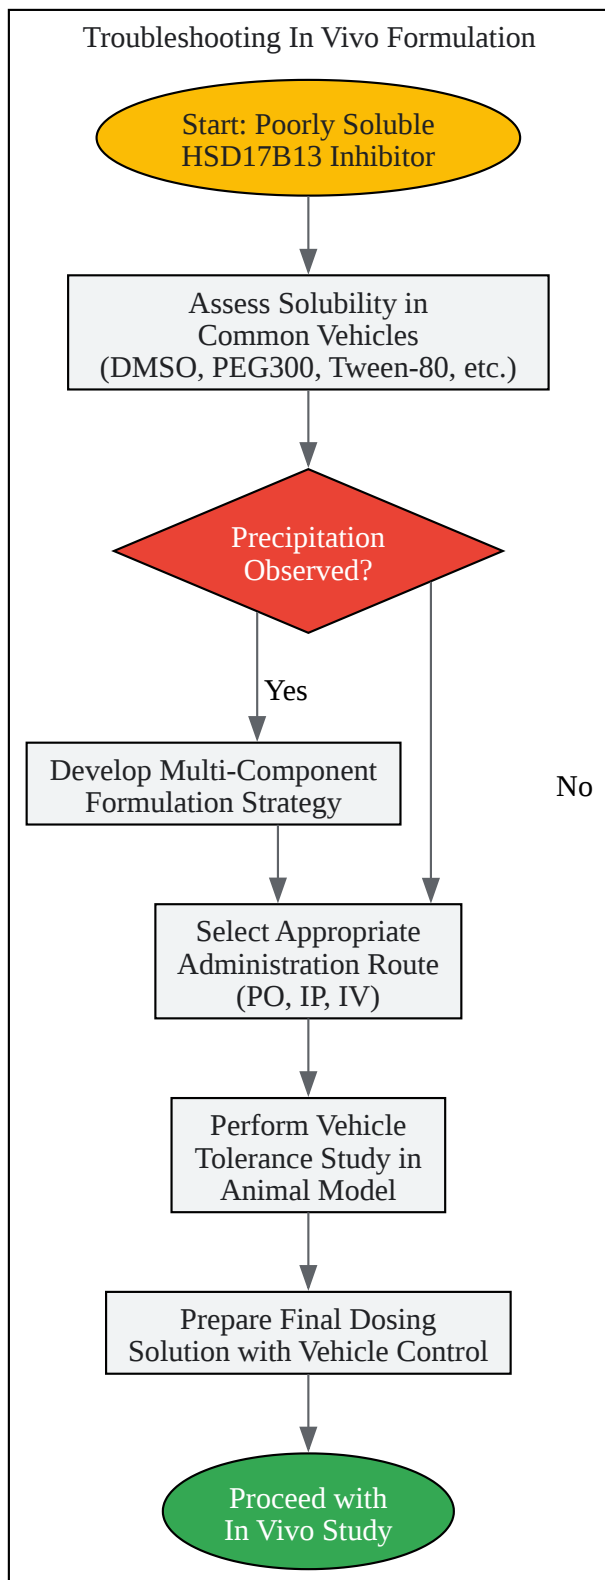 Troubleshooting In Vivo Formulation
Start: Poorly Soluble
HSD17B13 Inhibitor
Assess Solubility in
Common Vehicles
(DMSO, PEG300, Tween-80, etc.)
Precipitation
Observed?
Yes
Develop Multi-Component
Formulation Strategy
No
Select Appropriate
Administration Route
(PO, IP, IV)
Perform Vehicle
Tolerance Study in
Animal Model
Prepare Final Dosing
Solution with Vehicle Control
Proceed with
In Vivo Study